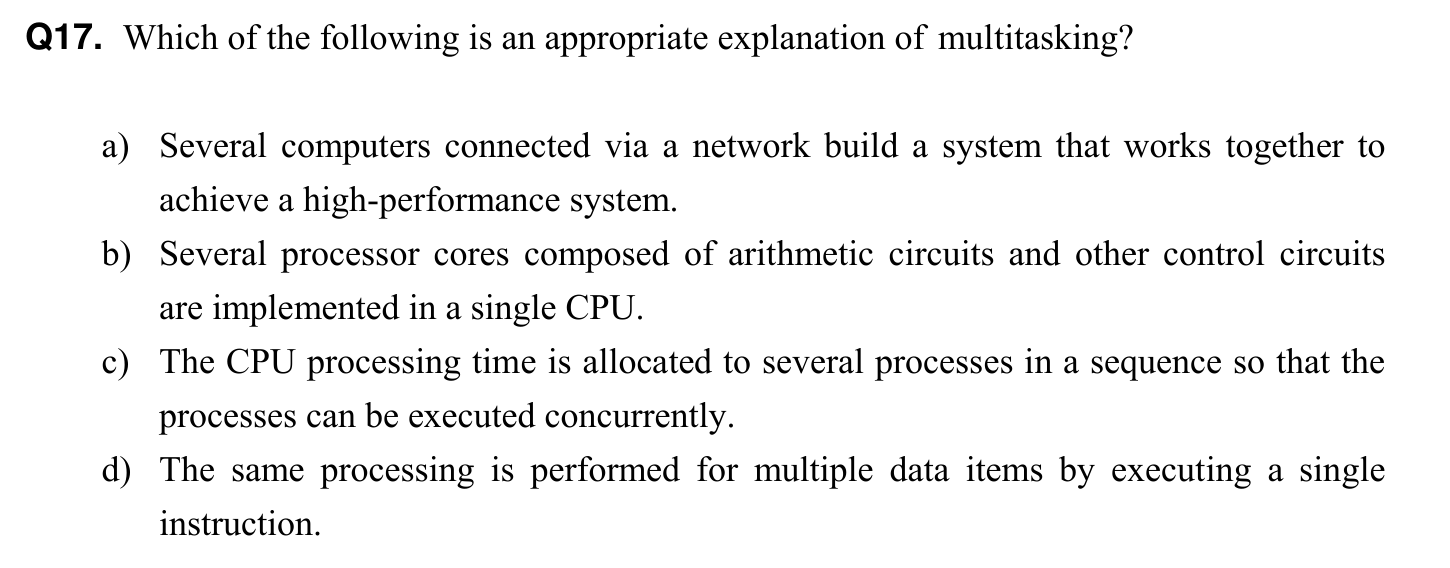 Q17. Which of the following is an appropriate explanation of multitasking?
a) Several computers connected via a network build a system that works together to
achieve a high-performance system.
b) Several processor cores composed of arithmetic circuits and other control circuits
are implemented in a single CPU.
c) The CPU processing time is allocated to several processes in a sequence so that the
processes can be executed concurrently.
d) The same processing is performed for multiple data items by executing a single
instruction.